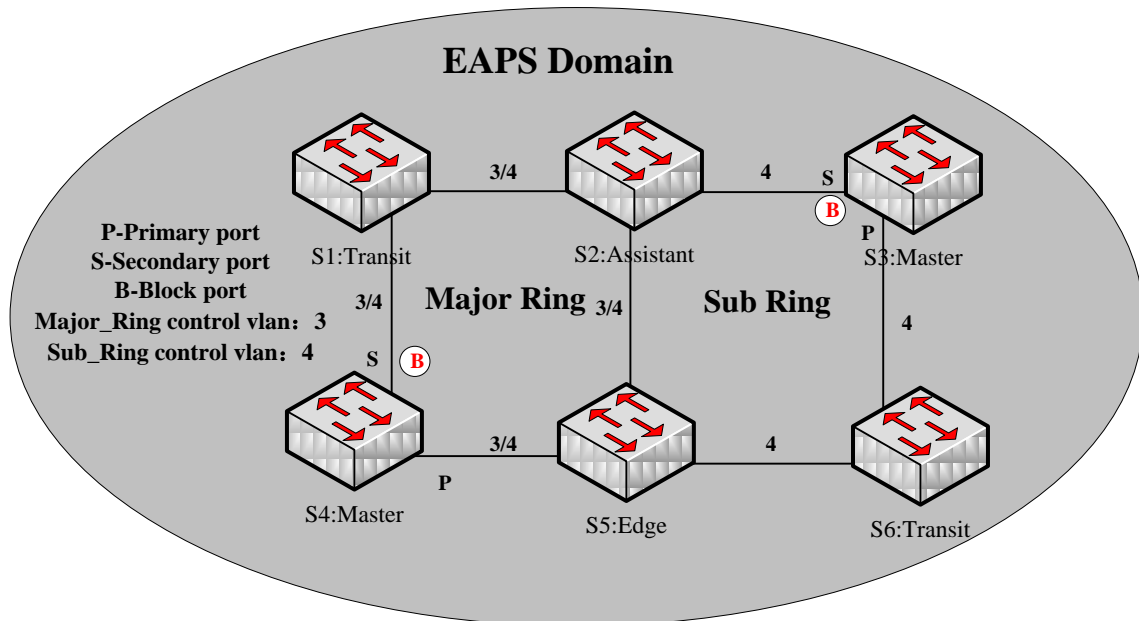 EAPS Domain
3/4
4
S
B
P
S1:Transit
S2:Assistant
S3:Master
P-Primary port
S-Secondary port
B-Block port
Major_Ring control vlan：3
Sub_Ring control vlan：4
3/4
Major Ring
3/4
Sub Ring
4
S
B
3/4
P
4
S4:Master
S5:Edge
S6:Transit